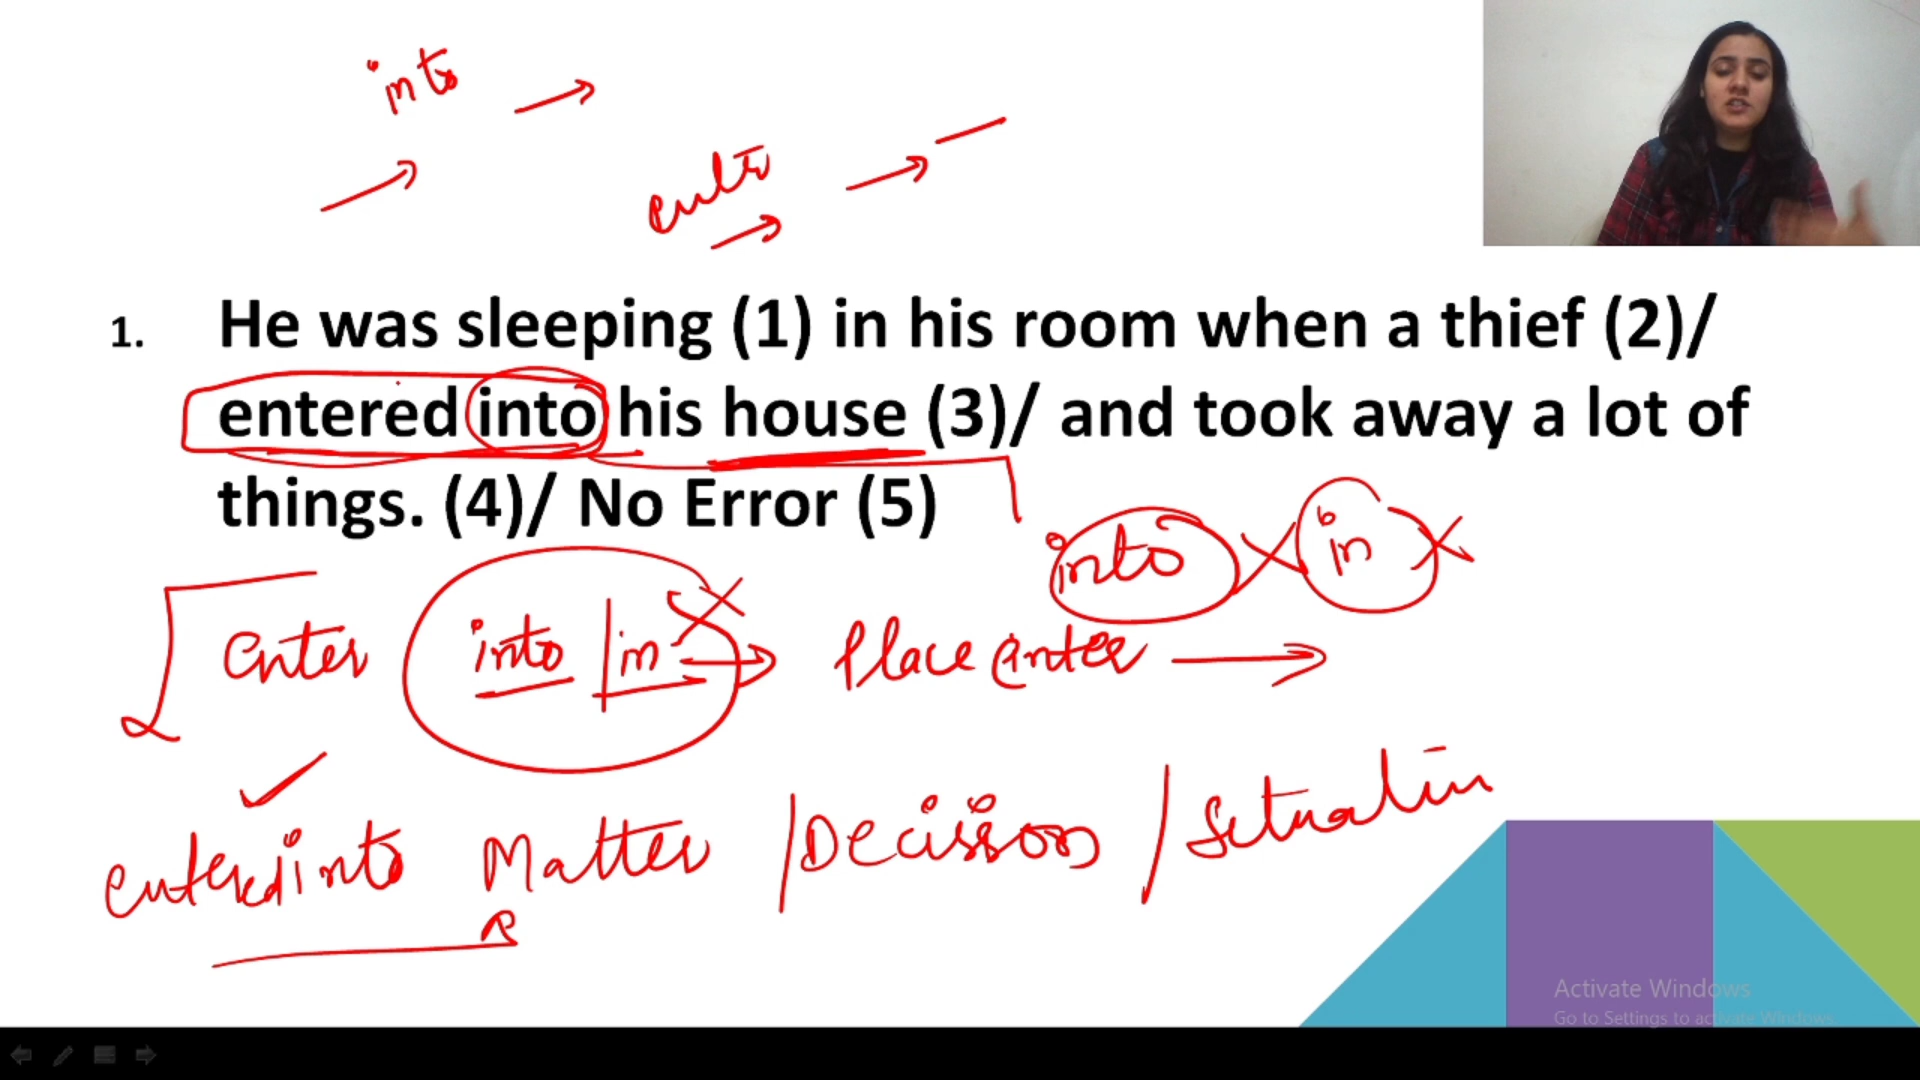 into
enter
1. He was sleeping (1) in his room when a thief (2)/
entered into his house (3)/ and took away a lot of
things. (4)/ No Error (5)
into in
enter into / in Place enter
entered into Matter / Decission / Situation
Activate Windows
Go to Settings to activate Windows.